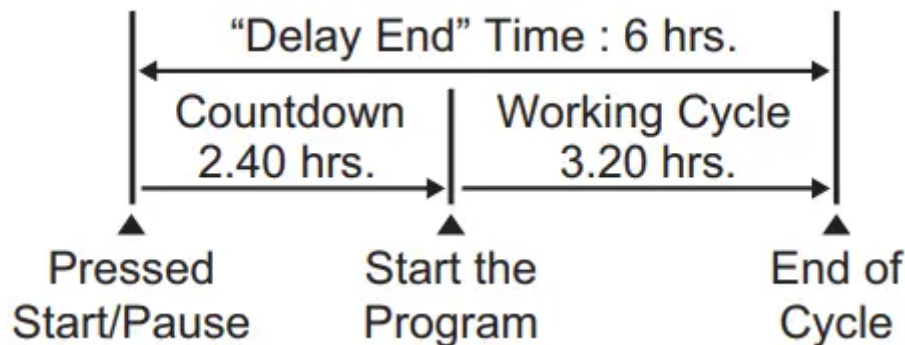 “Delay End” Time : 6 hrs.
Countdown
2.40 hrs.
Working Cycle
3.20 hrs.
Pressed
Start/Pause
Start the
Program
End of
Cycle